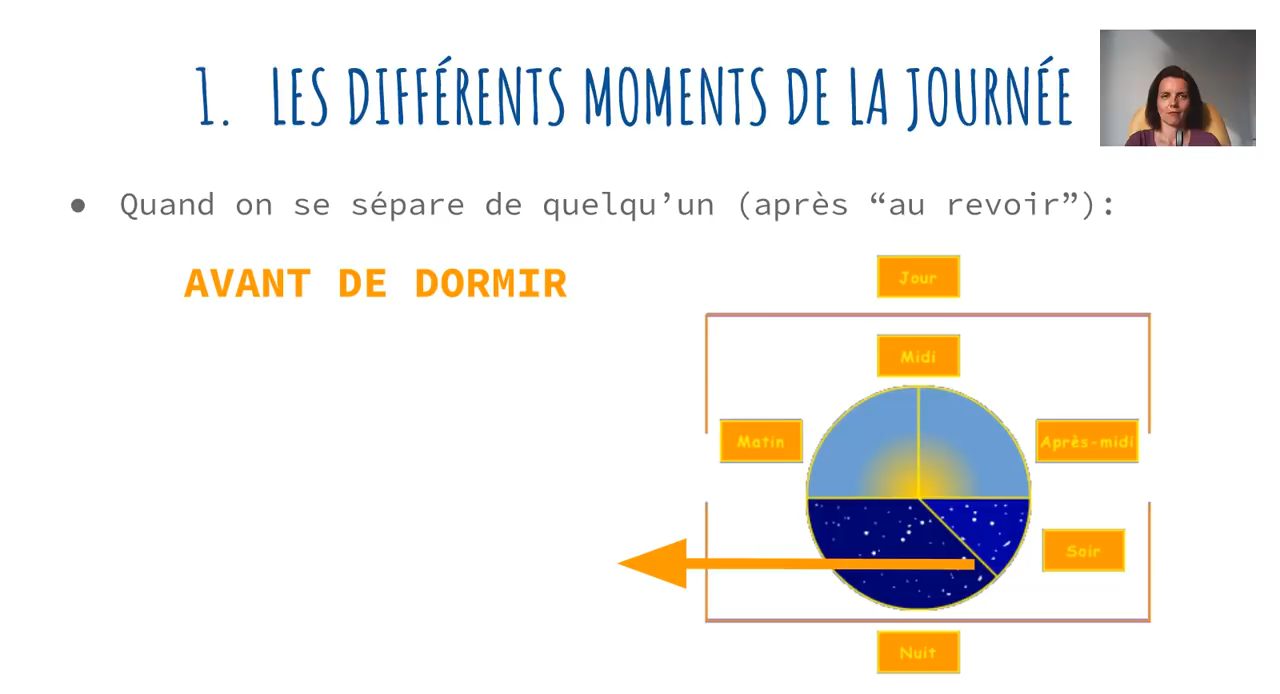 1. LES DIFFÉRENTS MOMENTS DE LA JOURNÉE
● Quand on se sépare de quelqu’un (après “au revoir”):
AVANT DE DORMIR
Jour
Midi
Matin
Après-midi
Soir
Nuit